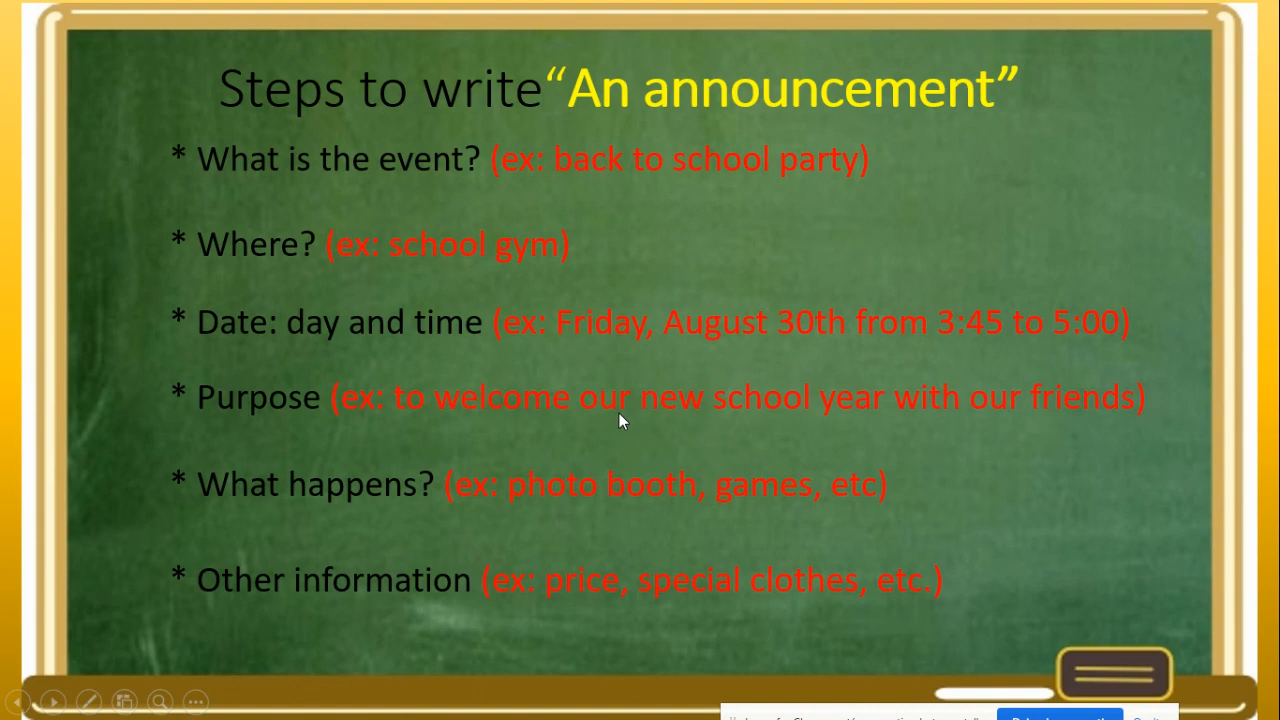 Steps to write“An announcement”
* What is the event? (ex: back to school party)
* Where? (ex: school gym)
* Date: day and time (ex: Friday, August 30th from 3:45 to 5:00)
* Purpose (ex: to welcome our new school year with our friends)
* What happens? (ex: photo booth, games, etc)
* Other information (ex: price, special clothes, etc.)